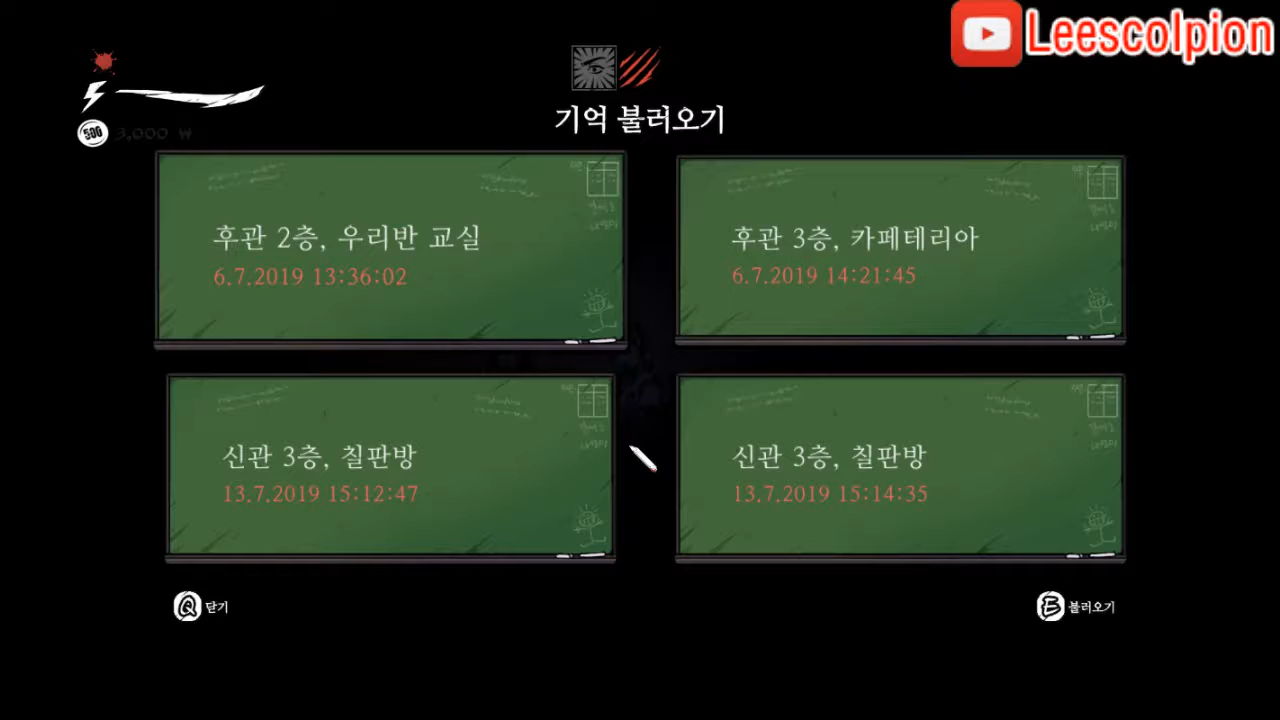 Leescolpion
500
3,000 ₩
기억 불러오기
후관 2층, 우리반 교실
6.7.2019 13:36:02
후관 3층, 카페테리아
6.7.2019 14:21:45
신관 3층, 칠판방
13.7.2019 15:12:47
신관 3층, 칠판방
13.7.2019 15:14:35
Q 닫기
B 불러오기